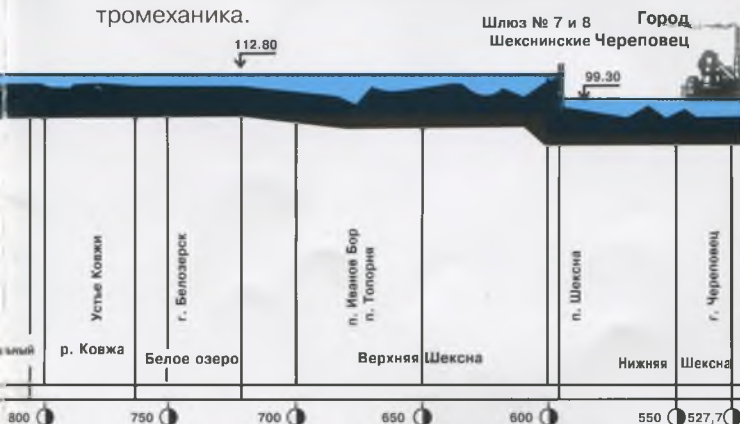 тромеханика.
Шлюз № 7 и 8
Шекснинские
Город
Череповец
112.80
99.30
Устье Ковжи
г. Белозерск
п. Иванов Бор
п. Топорня
п. Шексна
г. Череповец
р. Ковжа
Белое озеро
Верхняя Шексна
Нижняя Шексна
800 750 700 650 600 550 527,7